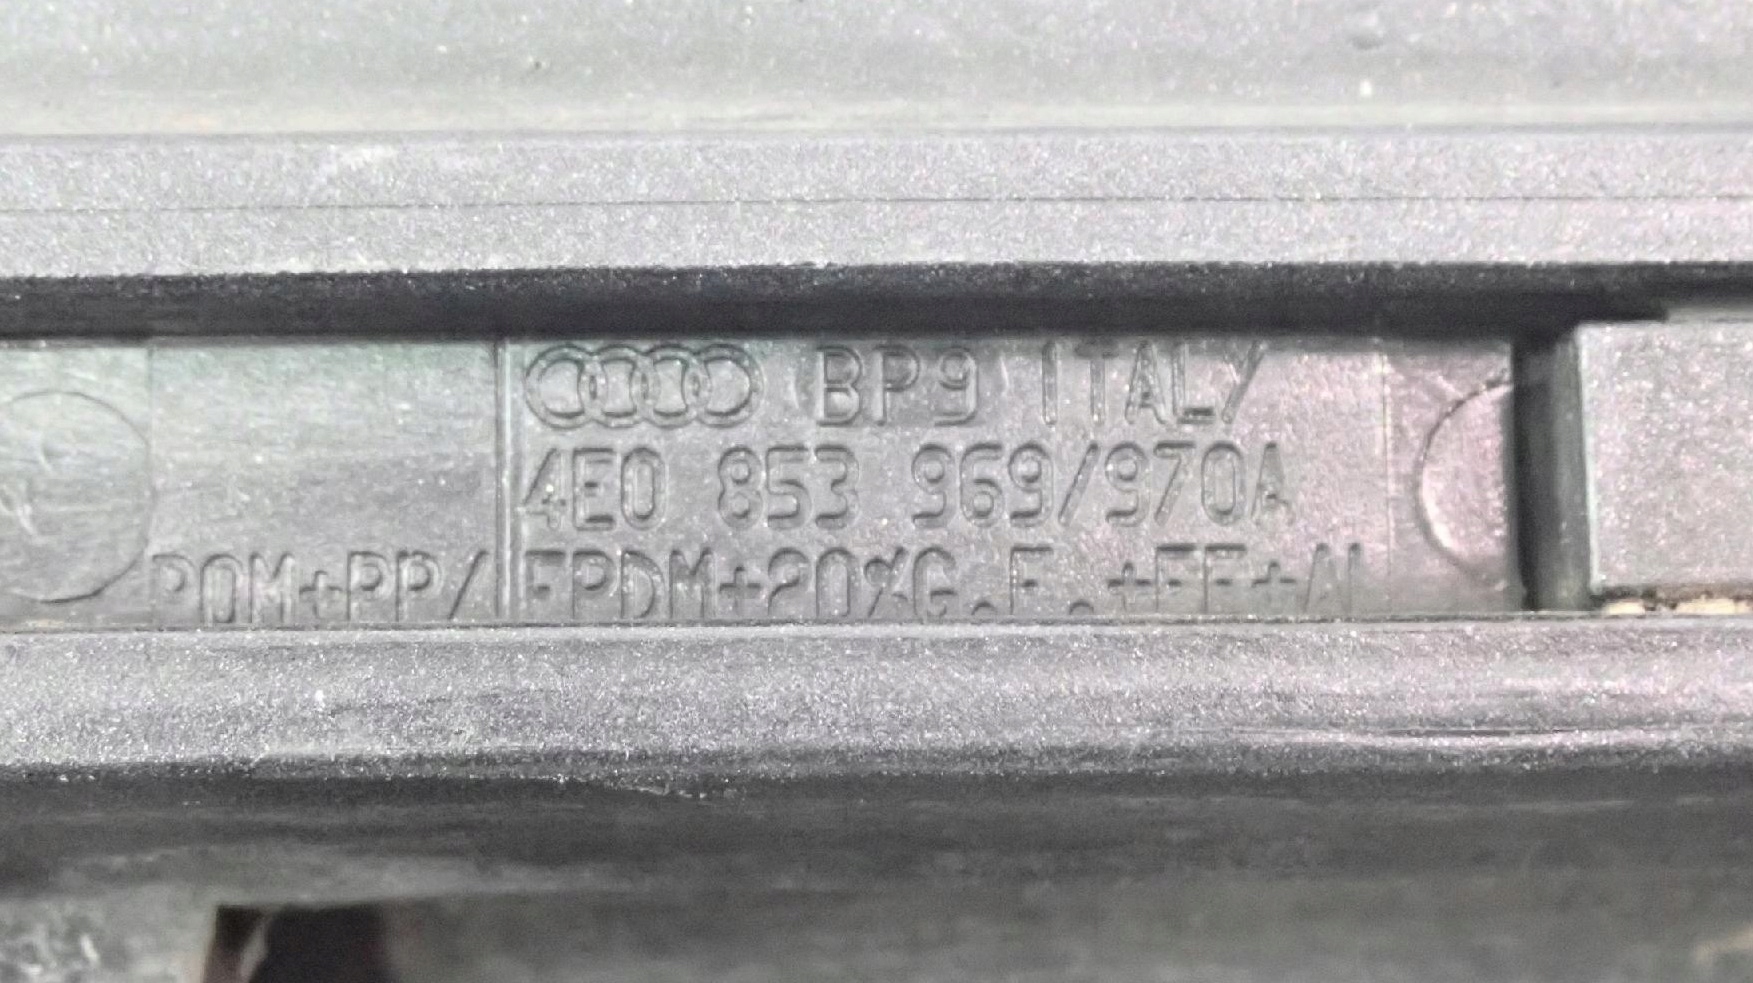 BP9 ITALY
4E0 853 969/970A
POM+PP/EPDM+20%G.F.+FE+AL